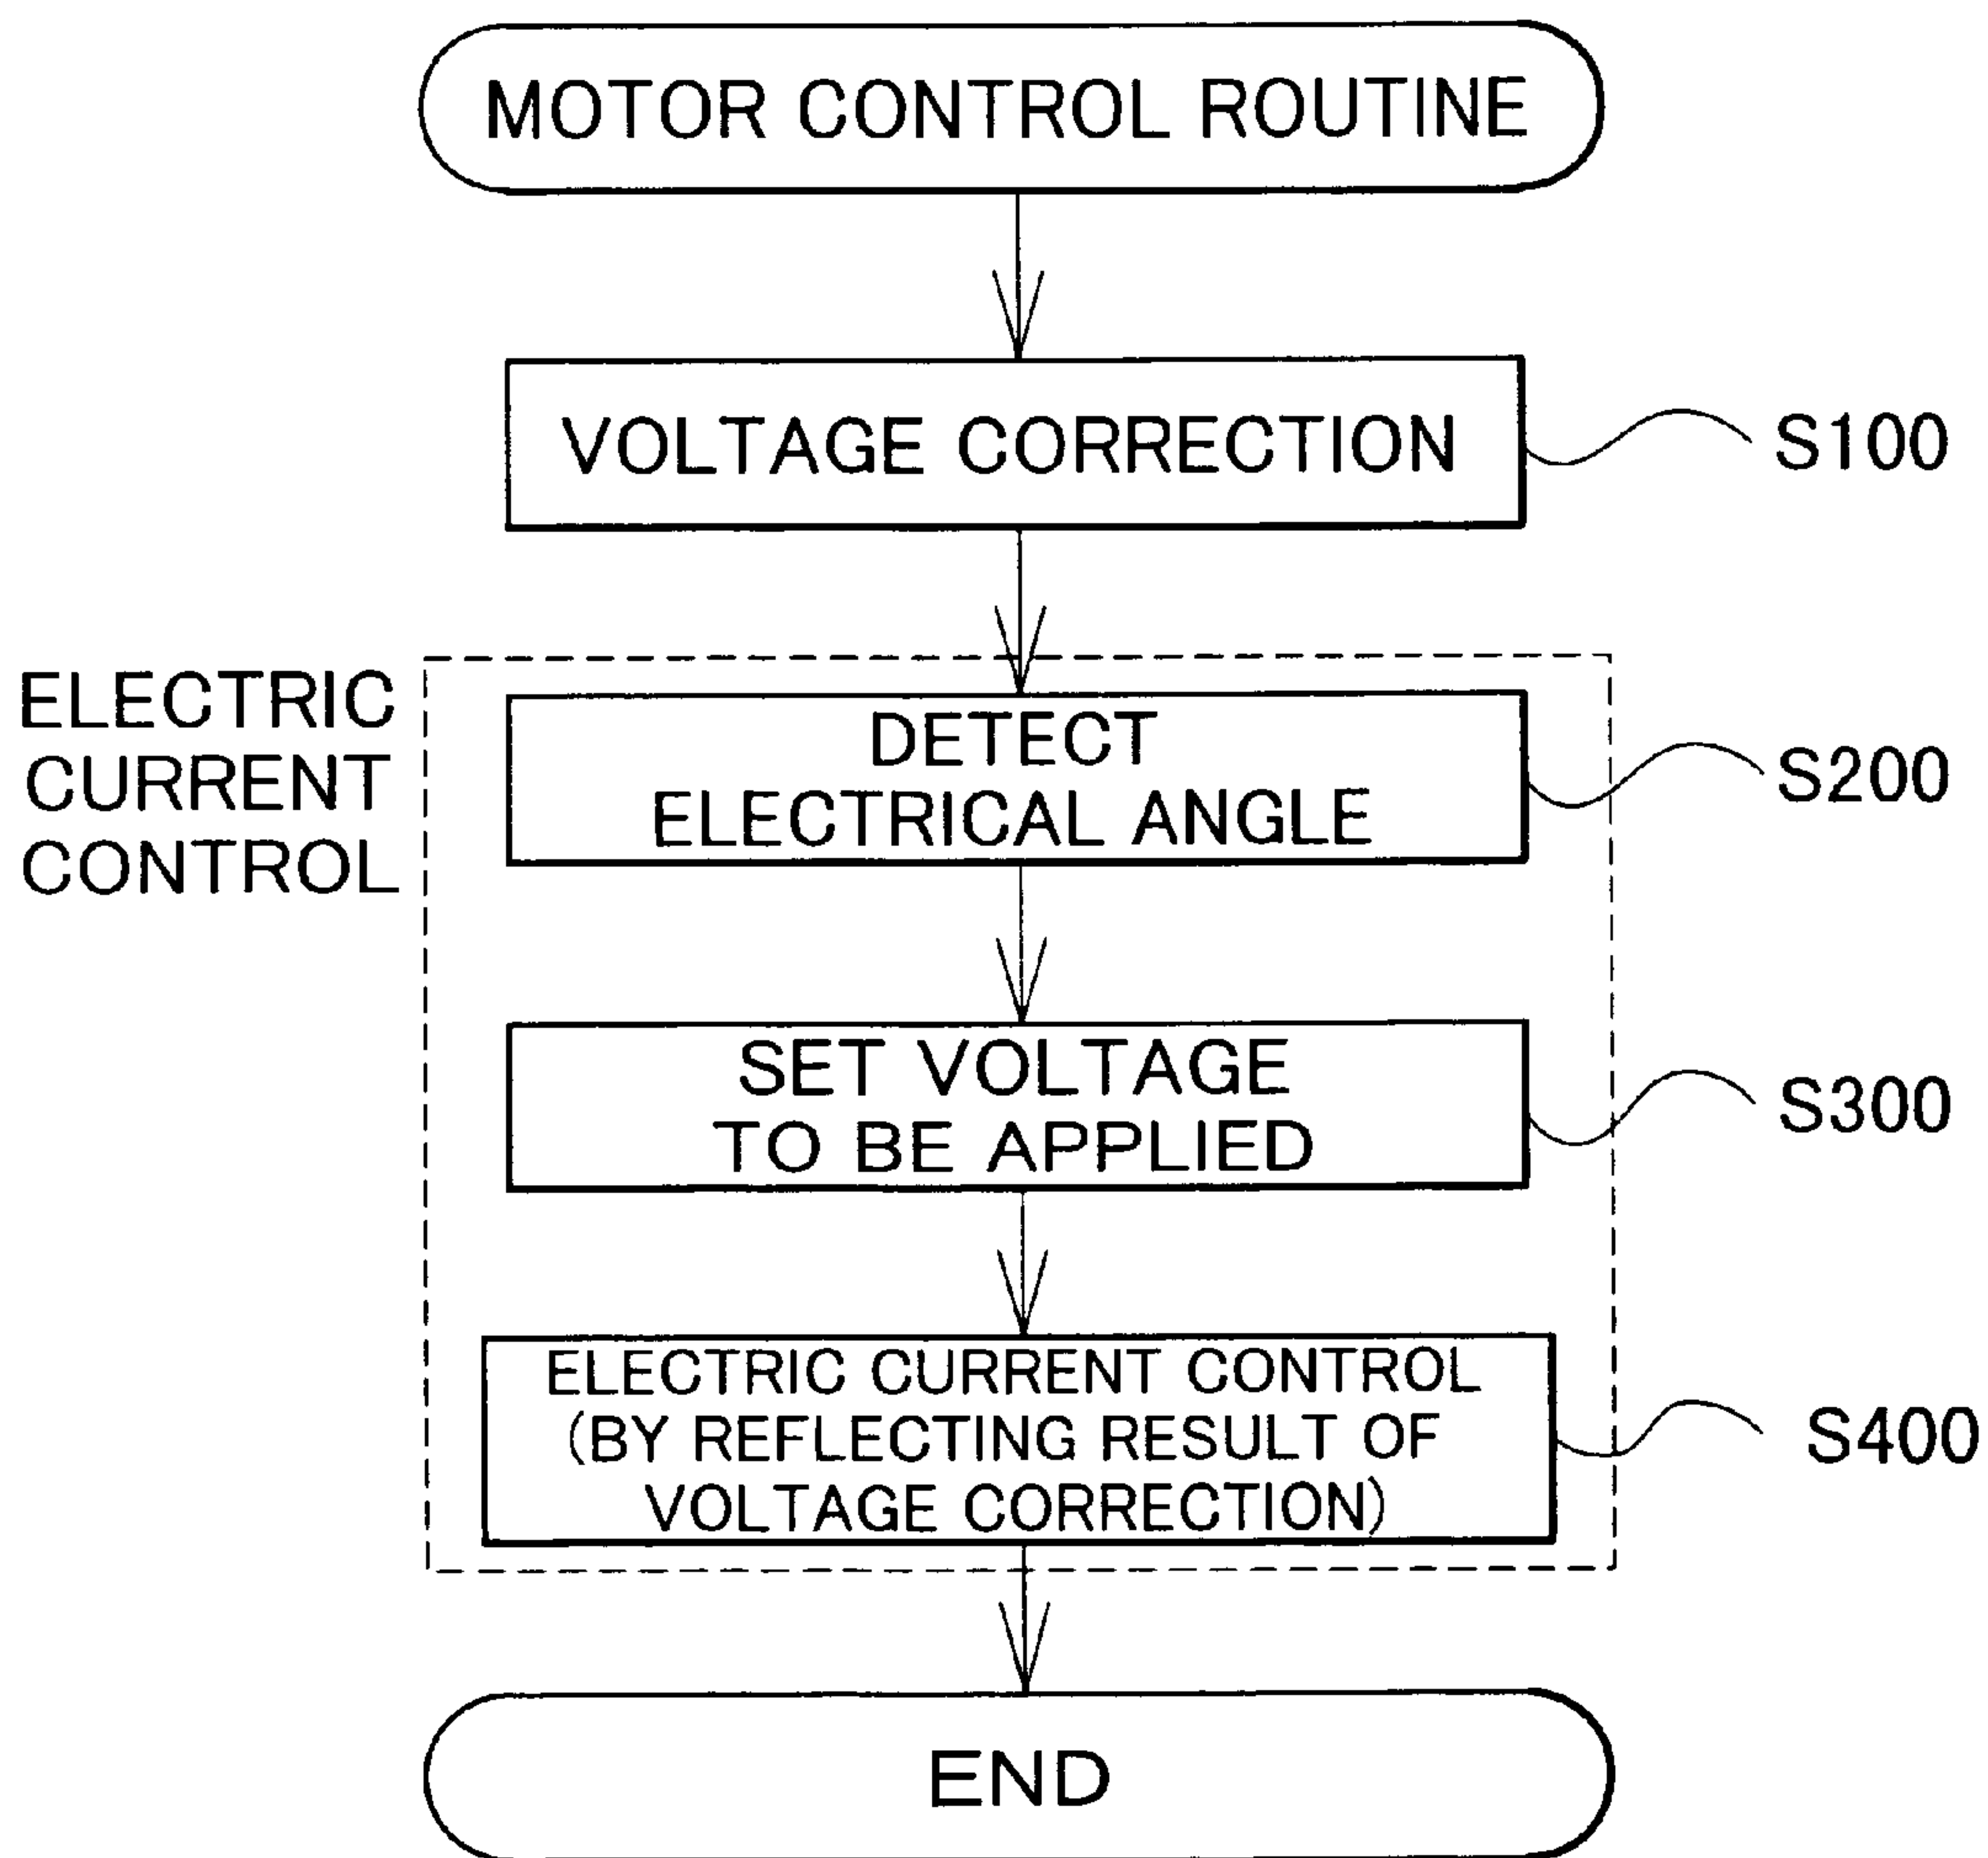 MOTOR CONTROL ROUTINE
VOLTAGE CORRECTION
S100
ELECTRIC
CURRENT
CONTROL
DETECT
ELECTRICAL ANGLE
S200
SET VOLTAGE
TO BE APPLIED
S300
ELECTRIC CURRENT CONTROL
(BY REFLECTING RESULT OF
VOLTAGE CORRECTION)
S400
END